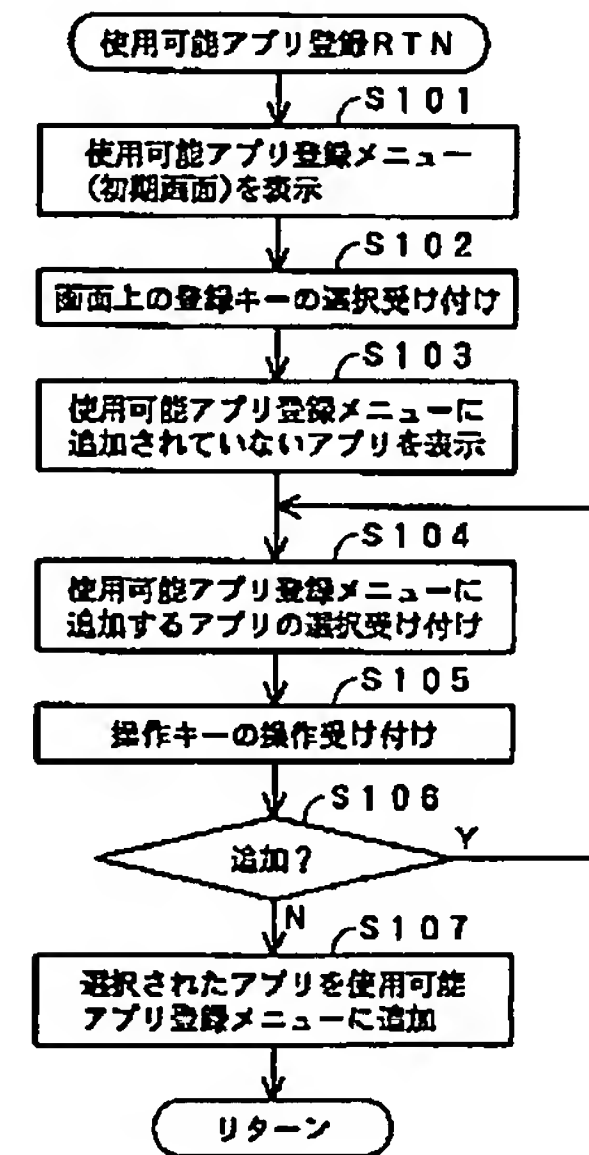 使用可能アプリ登録RTN
S101
使用可能アプリ登録メニュー
(初期画面)を表示
S102
画面上の登録キーの選択受け付け
S103
使用可能アプリ登録メニューに
追加されていないアプリを表示
S104
使用可能アプリ登録メニューに
追加するアプリの選択受け付け
S105
操作キーの操作受け付け
S106
追加?
Y
N
S107
選択されたアプリを使用可能
アプリ登録メニューに追加
リターン